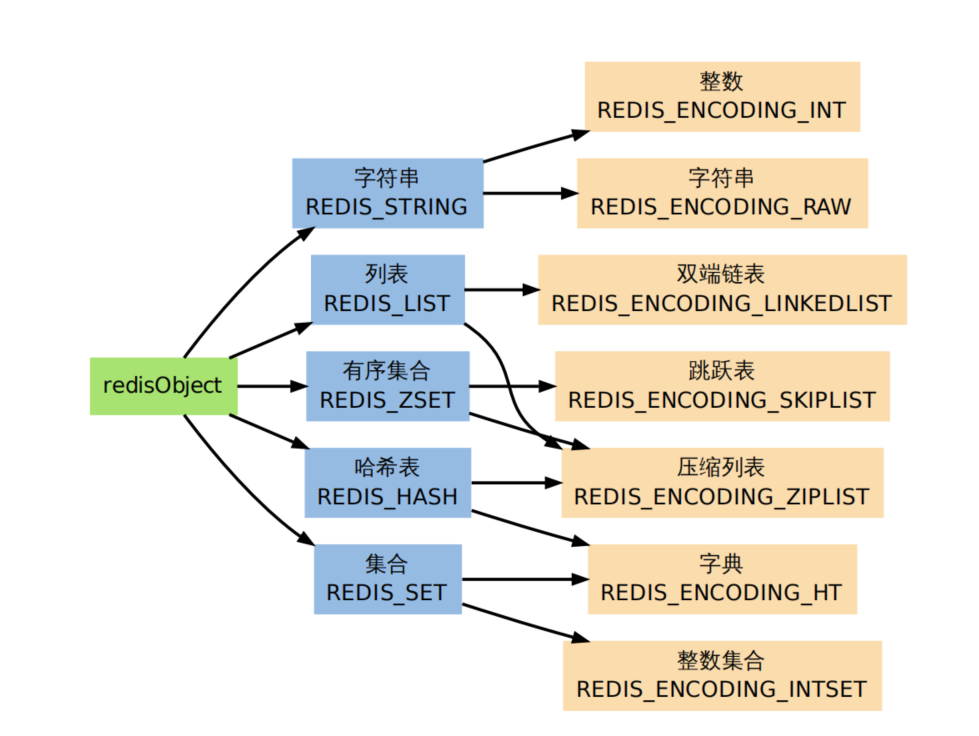 redisObject
字符串
REDIS_STRING
列表
REDIS_LIST
有序集合
REDIS_ZSET
哈希表
REDIS_HASH
集合
REDIS_SET
整数
REDIS_ENCODING_INT
字符串
REDIS_ENCODING_RAW
双端链表
REDIS_ENCODING_LINKEDLIST
跳跃表
REDIS_ENCODING_SKIPLIST
压缩列表
REDIS_ENCODING_ZIPLIST
字典
REDIS_ENCODING_HT
整数集合
REDIS_ENCODING_INTSET